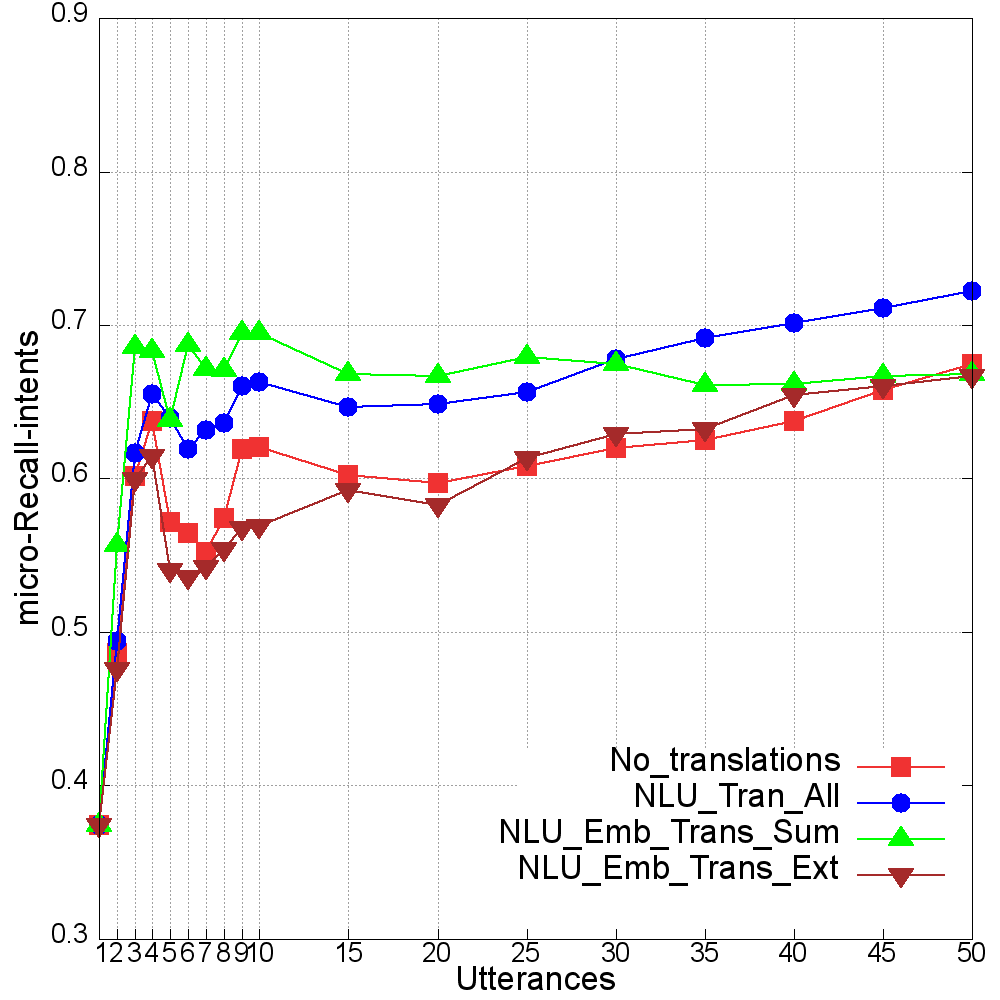 0.9
0.8
0.7
0.6
0.5
0.4
0.3
micro-Recall-intents
No_translations
NLU_Tran_All
NLU_Emb_Trans_Sum
NLU_Emb_Trans_Ext
1 2 3 4 5 6 7 8 9 10 15 20 25 30 35 40 45 50
Utterances